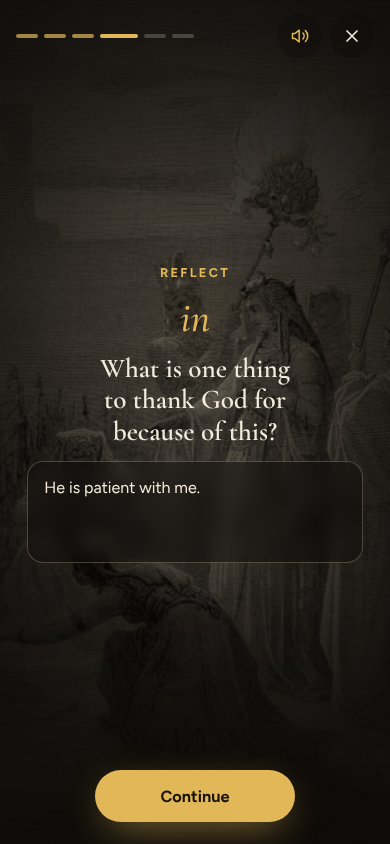 REFLECT
in
What is one thing
to thank God for
because of this?
He is patient with me.
Continue